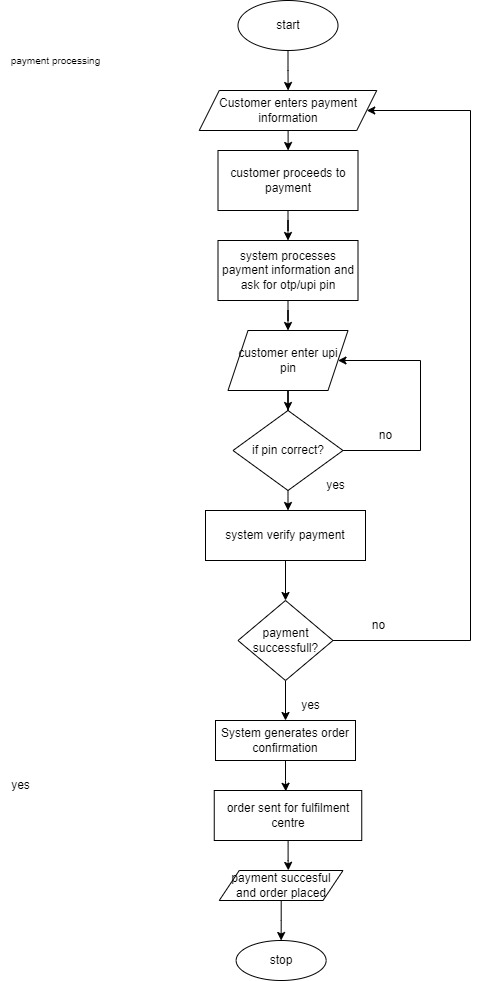 start
payment processing
Customer enters payment
information
customer proceeds to
payment
system processes
payment information and
ask for otp/upi pin
customer enter upi
pin
no
if pin correct?
yes
system verify payment
no
payment
successfull?
yes
System generates order
confirmation
yes
order sent for fulfilment
centre
payment succesful
and order placed
stop